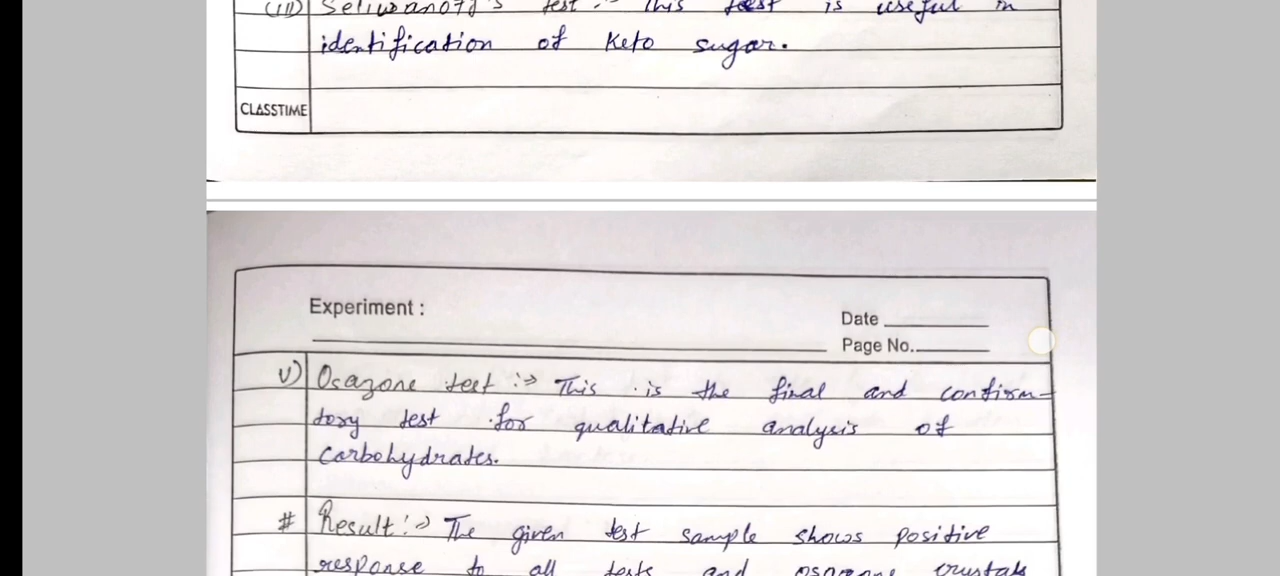 (iii) Seliwanoff's test :- This test is useful in
identification of Keto sugar.
CLASSTIME
Experiment :
Date
Page No.
v) Osazone test :-> This is the final and confirm-
tory test for qualitative analysis of
Carbohydrates.
# Result :-> The given test sample shows positive
response to all tests and osazone crystals